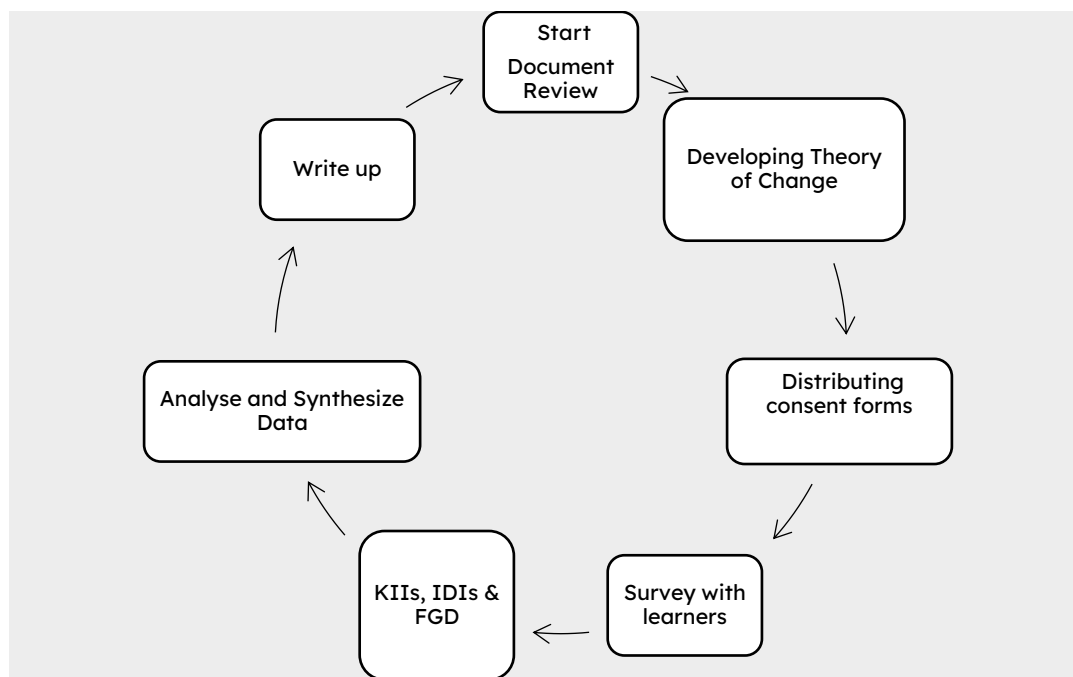 Start
Document
Review
Developing Theory
of Change
Distributing
consent forms
Survey with
learners
KIIs, IDIs &
FGD
Analyse and Synthesize
Data
Write up